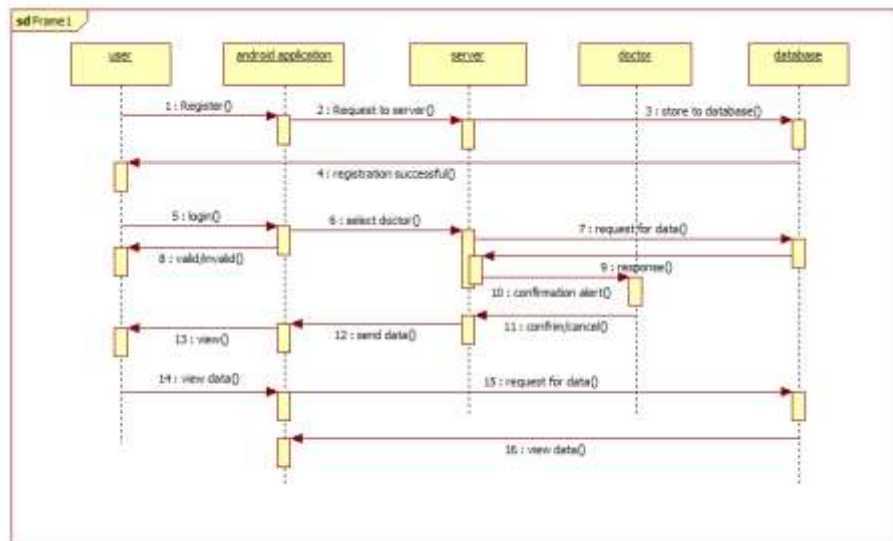 sd Frame1
user
android application
server
doctor
database
1 : Register()
2 : Request to server()
3 : store to database()
4 : registration successful()
5 : login()
6 : select doctor()
7 : request for data()
8 : valid/invalid()
9 : response()
10 : confirmation alert()
11 : confrim/cancel()
12 : send data()
13 : view()
14 : view data()
15 : request for data()
16 : view data()